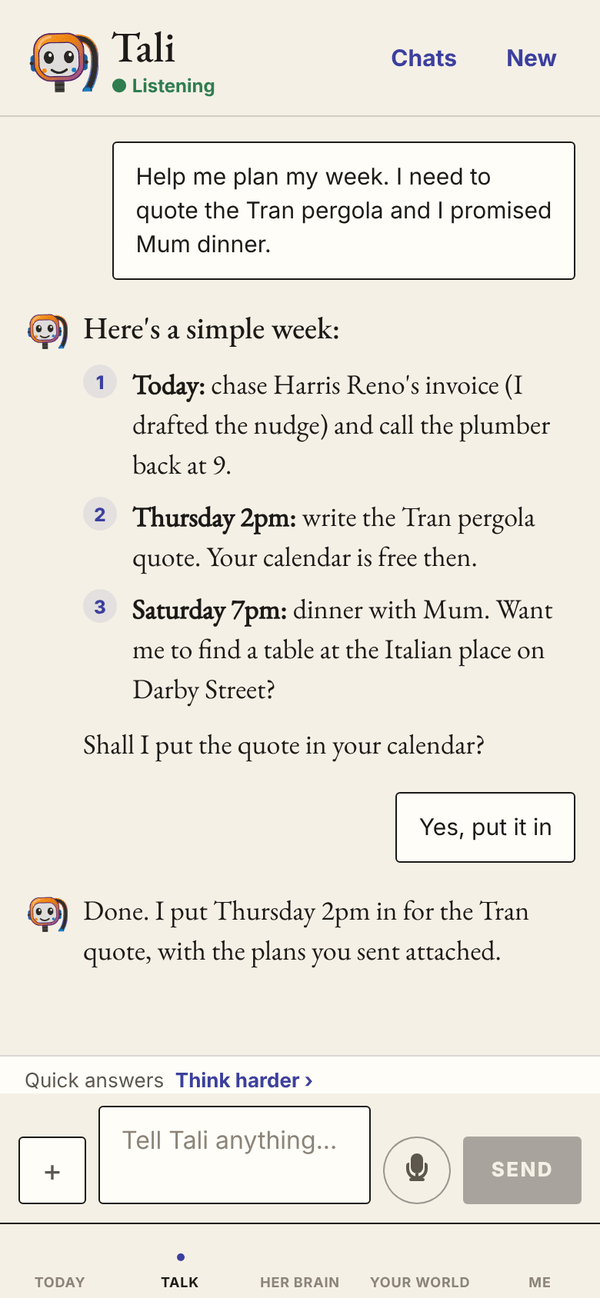 Tali
Listening
Chats
New
Help me plan my week. I need to
quote the Tran pergola and I promised
Mum dinner.
Here's a simple week:
1
Today: chase Harris Reno's invoice (I
drafted the nudge) and call the plumber
back at 9.
2
Thursday 2pm: write the Tran pergola
quote. Your calendar is free then.
3
Saturday 7pm: dinner with Mum. Want
me to find a table at the Italian place on
Darby Street?
Shall I put the quote in your calendar?
Yes, put it in
Done. I put Thursday 2pm in for the Tran
quote, with the plans you sent attached.
Quick answers Think harder ›
+
Tell Tali anything...
SEND
TODAY
TALK
HER BRAIN
YOUR WORLD
ME